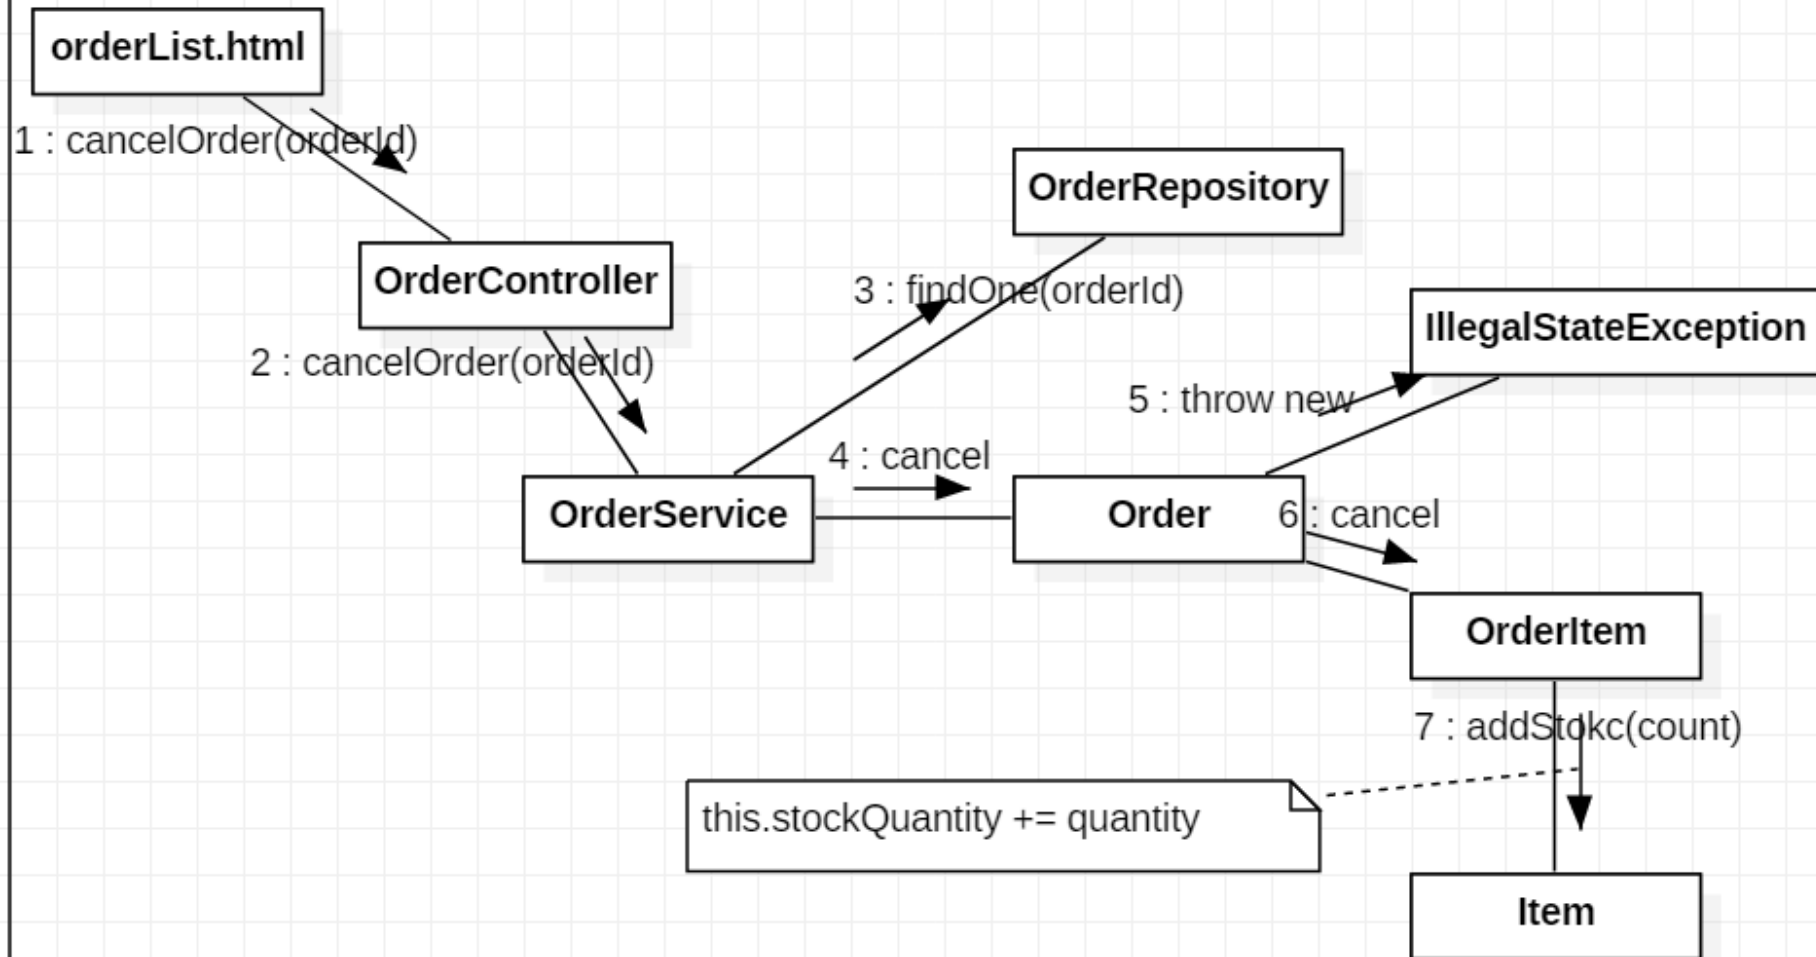 orderList.html
1 : cancelOrder(orderId)
OrderRepository
OrderController
3 : findOne(orderId)
IllegalStateException
2 : cancelOrder(orderId)
5 : throw new
4 : cancel
OrderService
Order
6 : cancel
OrderItem
7 : addStokc(count)
this.stockQuantity += quantity
Item